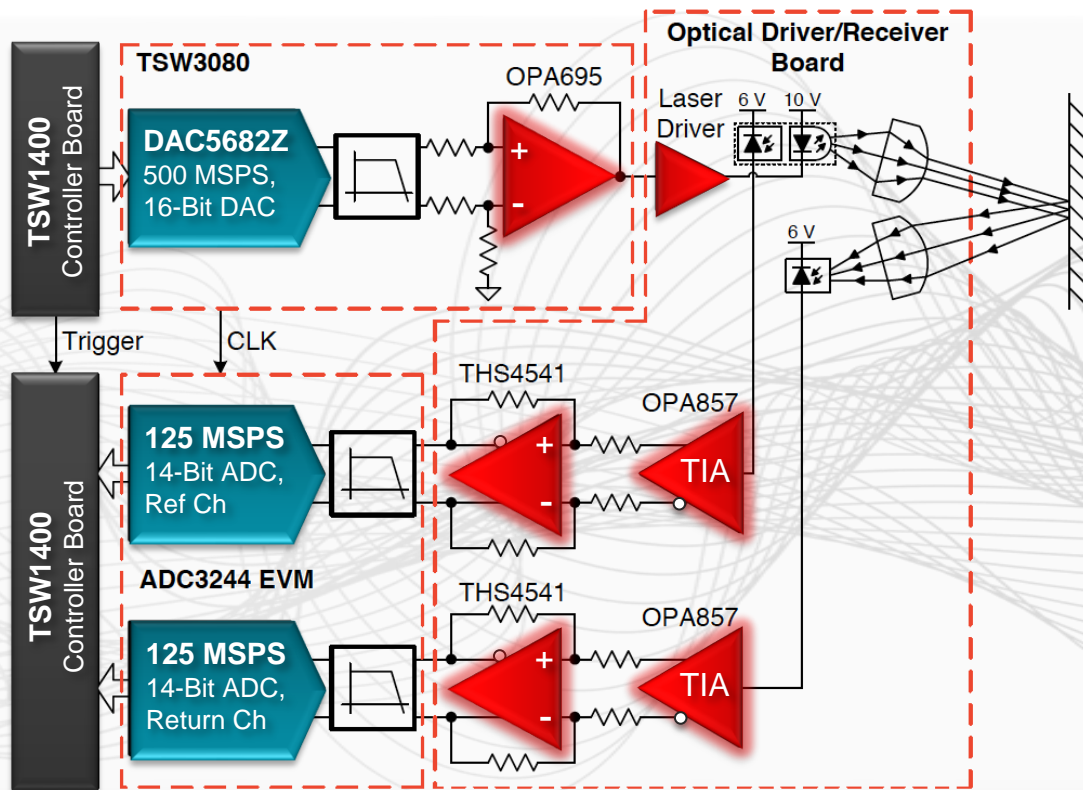 TSW1400
Controller Board
TSW3080
DAC5682Z
500 MSPS,
16-Bit DAC
OPA695
+
-
Optical Driver/Receiver
Board
Laser
Driver
6 V
10 V
6 V
Trigger
CLK
TSW1400
Controller Board
125 MSPS
14-Bit ADC,
Ref Ch
THS4541
+
-
OPA857
TIA
ADC3244 EVM
125 MSPS
14-Bit ADC,
Return Ch
THS4541
+
-
OPA857
TIA